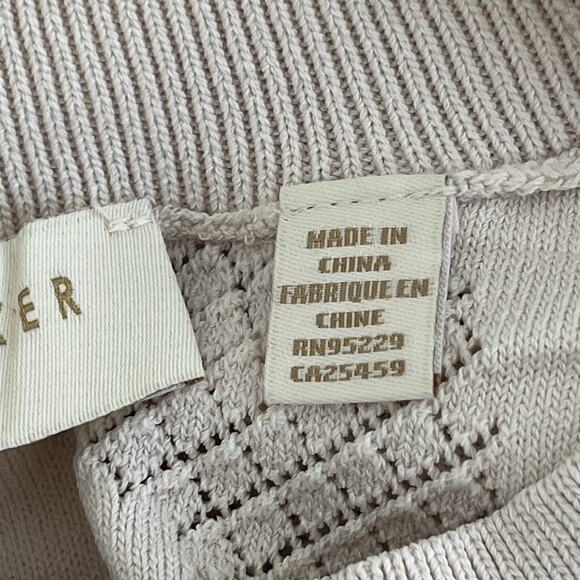 ER
MADE IN
CHINA
FABRIQUE EN
CHINE
RN95229
CA25459